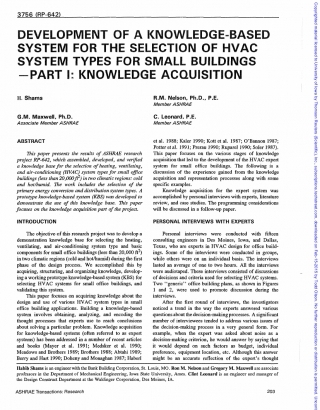 3756 (RP-642)
DEVELOPMENT OF A KNOWLEDGE-BASED
SYSTEM FOR THE SELECTION OF HVAC
SYSTEM TYPES FOR SMALL BUILDINGS
—PART I: KNOWLEDGE ACQUISITION
H. Shams
R.M. Nelson, Ph.D., P.E.
Member ASHRAE
G.M. Maxwell, Ph.D.
Associate Member ASHRAE
C. Leonard, P.E.
Member ASHRAE
ABSTRACT
This paper presents the results of ASHRAE research
project RP-642, which assembled, developed, and verified
a knowledge base for the selection of heating, ventilating,
and air-conditioning (HVAC) system types for small office
buildings (less than 20,000 ft²) in two climatic regions: cold
and hot/humid. The work includes the selection of the
primary energy conversion and distribution system types. A
prototype knowledge-based system (KBS) was developed to
demonstrate the use of this knowledge base. This paper
focuses on the knowledge acquisition part of the project.
INTRODUCTION
The objective of this research project was to develop a
demonstration knowledge base for selecting the heating,
ventilating, and air-conditioning system type and basic
components for small office buildings (less than 20,000 ft²)
in two climatic regions (cold and hot/humid) during the first
phase of the design process. We accomplished this by
acquiring, structuring, and organizing knowledge, develop-
ing a working prototype knowledge-based system (KBS) for
selecting HVAC systems for small office buildings, and
validating this system.
This paper focuses on acquiring knowledge about the
design and use of various HVAC system types in small
office building applications. Building a knowledge-based
system involves obtaining, analyzing, and encoding the
thought processes that experts use to reach conclusions
about solving a particular problem. Knowledge acquisition
for knowledge-based systems (often referred to as expert
systems) has been addressed in a number of recent articles
and books (Mayer et al. 1991; Medsker et al. 1990;
Meadows and Brothers 1989; Brothers 1988; Alwahi 1989;
Berry and Hart 1990; Doheny and Monaghan 1987; Haberl
et al. 1988; Kaler 1990; Kott et al. 1957; O'Banion 1987;
Potter et al. 1991; Prerau 1990; Ragaand 1990; Soler 1987).
This paper focuses on the various stages of knowledge
acquisition that led to the development of the HVAC expert
system for small office buildings. The following is a
discussion of the experiences gained from the knowledge
acquisition and representation processes along with some
specific examples.
Knowledge acquisition for the expert system was
accomplished by personal interviews with experts, literature
review, and case studies. The programming considerations
will be discussed in a follow-up paper.
PERSONAL INTERVIEWS WITH EXPERTS
Personal interviews were conducted with fifteen
consulting engineers in Des Moines, Iowa, and Dallas,
Texas, who are experts in HVAC design for office build-
ings. Some of the interviews were conducted in groups,
while others were on an individual basis. The interviews
lasted an average of one to two hours. All the interviews
were audiotaped. These interviews consisted of discussions
of decisions and criteria used for selecting HVAC systems.
Two "generic" office building plans, as shown in Figures
1 and 2, were used to promote conversation during the
interviews.
After the first round of interviews, the investigators
noticed a trend in the way the experts answered various
questions about the decision-making process. A significant
number of interviewees tended to address various issues of
the decision-making process in a very general form. For
example, when the expert was asked about noise as a
decision-making criterion, he would answer by saying that
it would depend on such factors as budget, individual
preference, equipment location, etc. Although this answer
might be an accurate reflection of the expert's thought
Habib Shams is an engineer with the Stone Building Corporation, St. Louis, MO. Ron M. Nelson and Gregory M. Maxwell are associate
professors in the Department of Mechanical Engineering, Iowa State University, Ames. Clint Leonard is an engineer and manager of
the Design Construct Department at the Waldinger Corporation, Des Moines, IA.
ASHRAE Transactions: Research
203